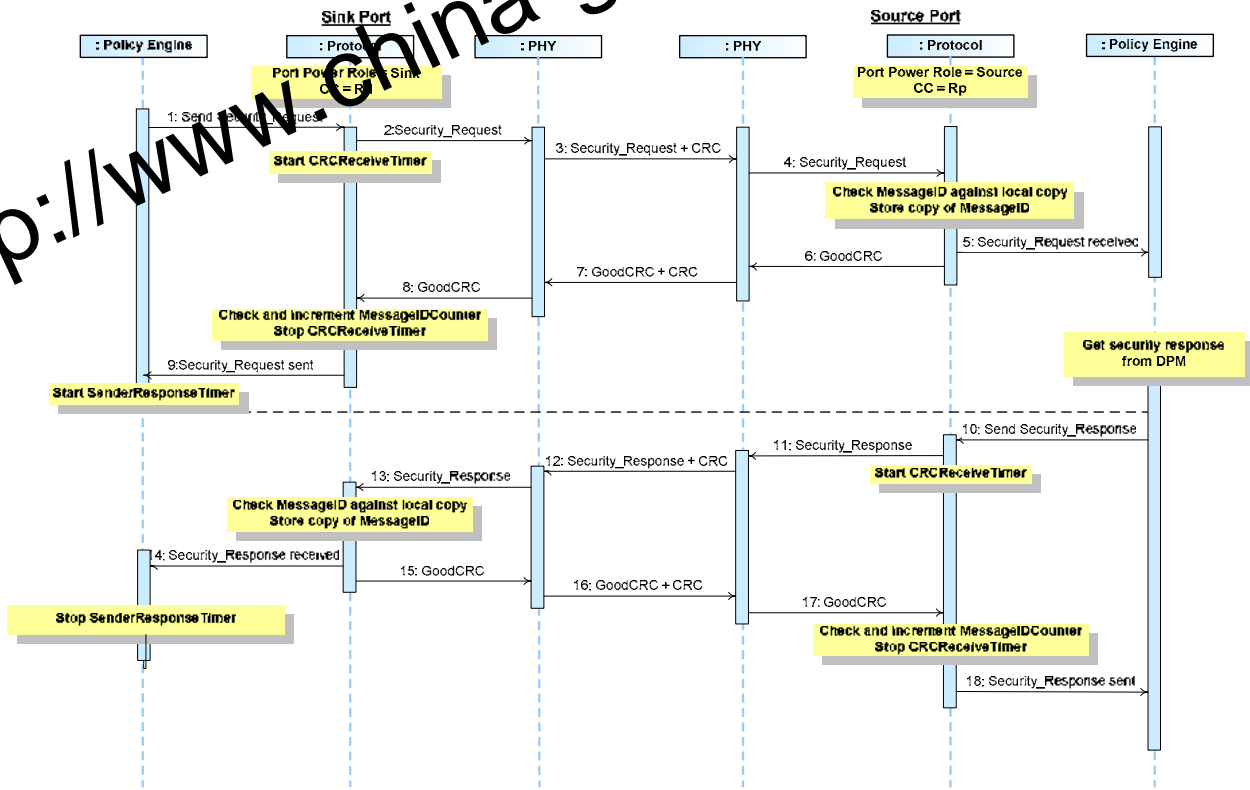 Sink Port
Source Port
: Policy Engine
: Protocol
: PHY
: PHY
: Protocol
: Policy Engine
Port Power Role = Sink
CC = Rd
Port Power Role = Source
CC = Rp
p://www.china-
1: Send Security_Request
2:Security_Request
Start CRCReceiveTimer
3: Security_Request + CRC
4: Security_Request
Check MessageID against local copy
Store copy of MessageID
5: Security_Request received
6: GoodCRC
7: GoodCRC + CRC
8: GoodCRC
Check and increment MessageIDCounter
Stop CRCReceiveTimer
9:Security_Request sent
Start SenderResponseTimer
Get security response
from DPM
10: Send Security_Response
11: Security_Response
Start CRCReceiveTimer
12: Security_Response + CRC
13: Security_Response
Check MessageID against local copy
Store copy of MessageID
14: Security_Response received
15: GoodCRC
16: GoodCRC + CRC
17: GoodCRC
Stop SenderResponseTimer
Check and increment MessageIDCounter
Stop CRCReceiveTimer
18: Security_Response sent